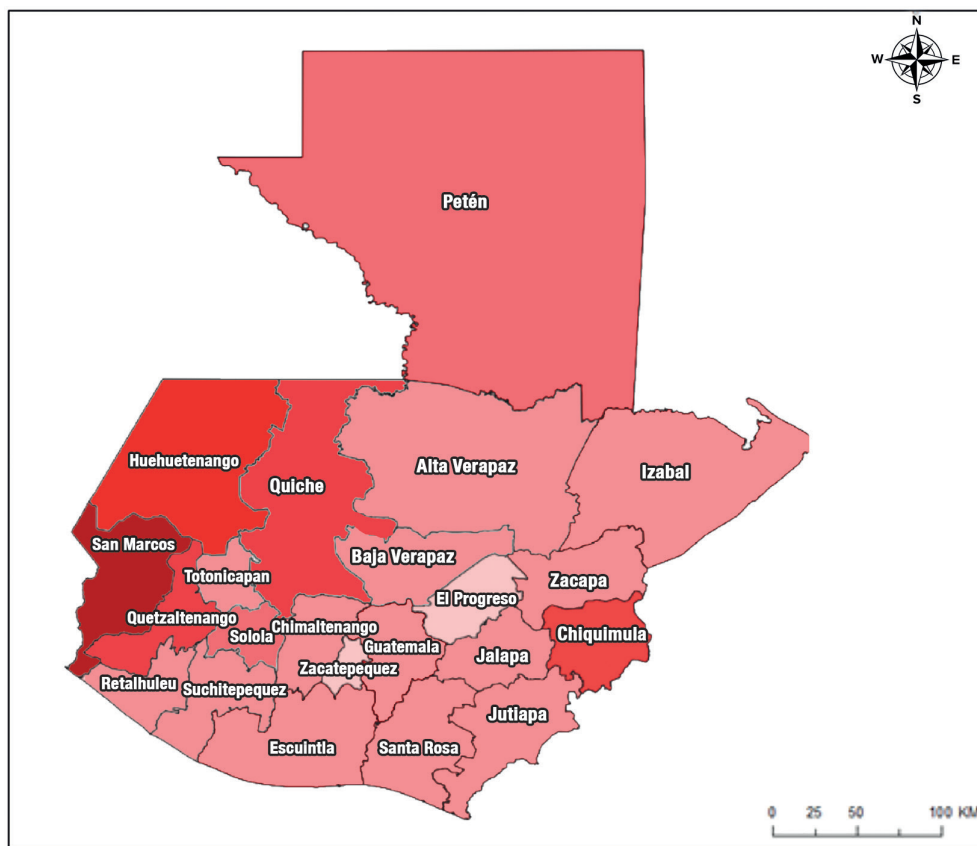 N
W E
S
Petén
Huehuetenango
Quiche
Alta Verapaz
Izabal
San Marcos
Totonicapan
Baja Verapaz
El Progreso
Zacapa
Quetzaltenango
Solola
Chimaltenango
Guatemala
Jalapa
Chiquimula
Retalhuleu
Suchitepequez
Zacatepequez
Jutiapa
Escuintla
Santa Rosa
0 25 50 100 KM